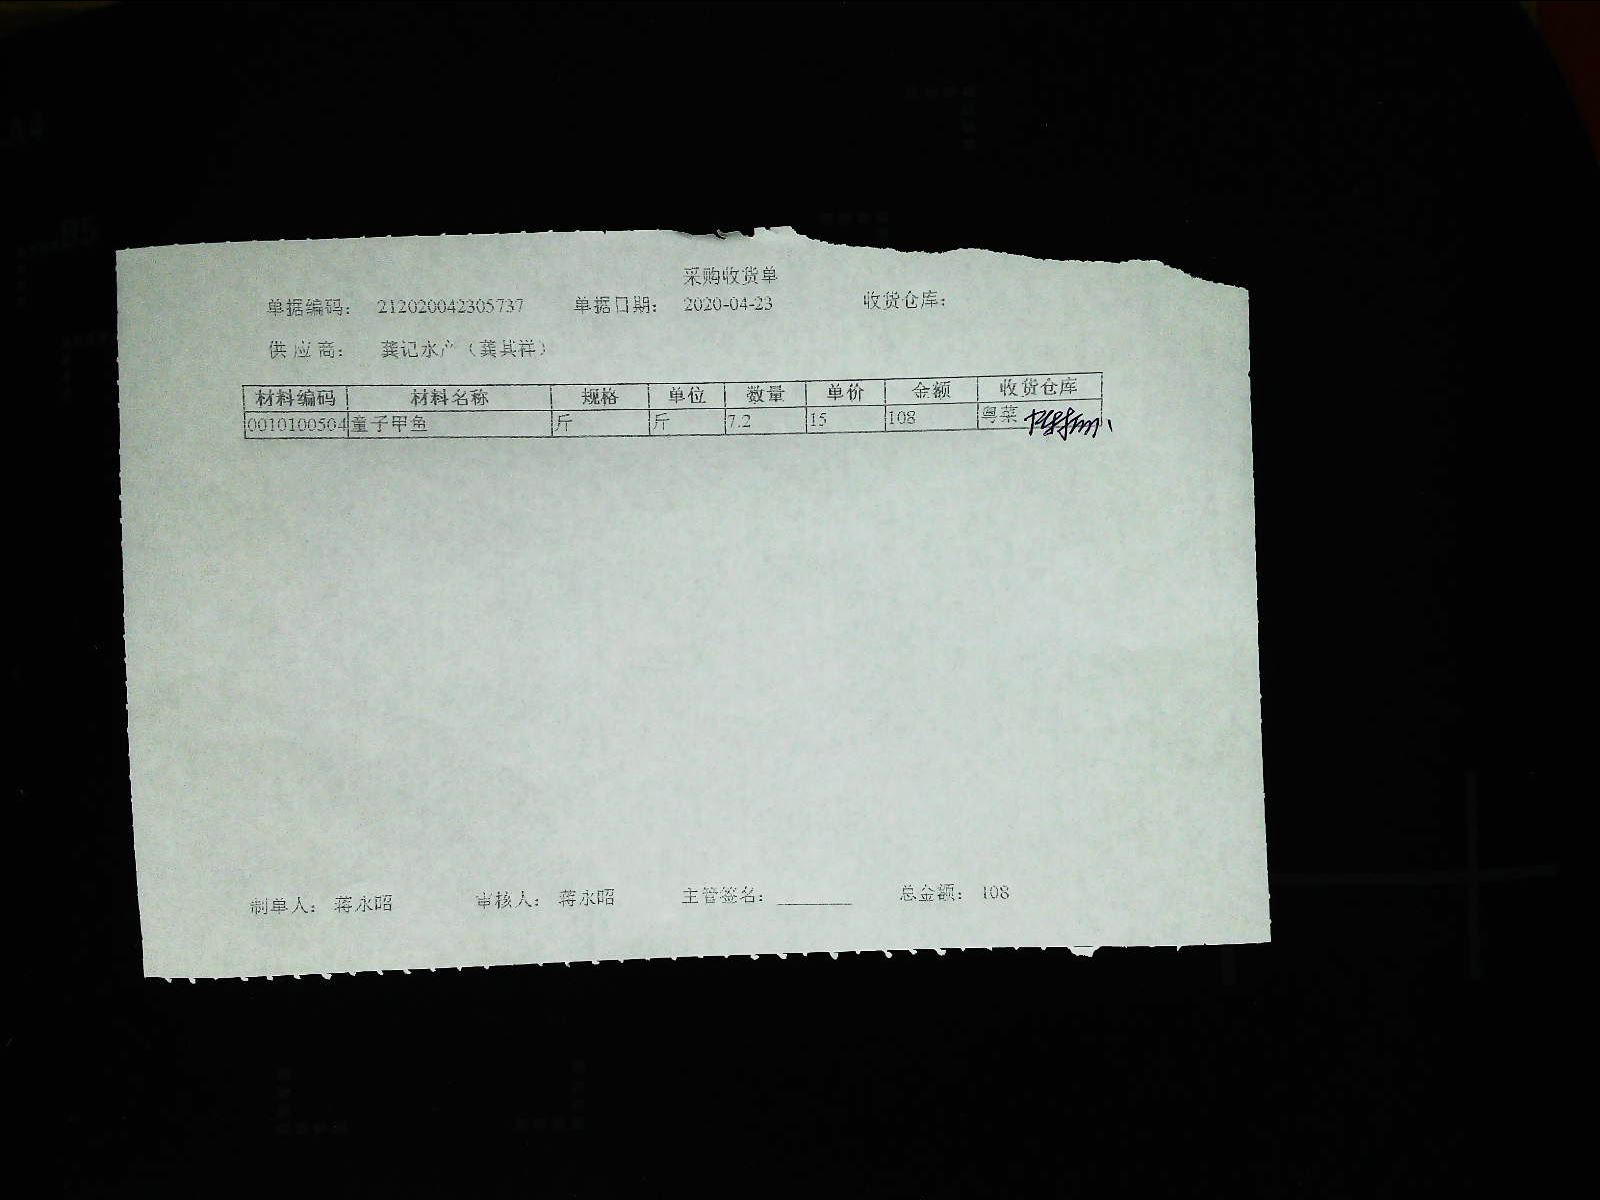 采购收货单
单据编码： 212020042305737 单据日期： 2020-04-23 收货仓库：
供应商： 龚记水产（龚其祥）
材料编码 材料名称 规格 单位 数量 单价 金额 收货仓库
0010100504 童子甲鱼 斤 斤 7.2 15 108 粤菜
制单人： 蒋永昭 审核人： 蒋永昭 主管签名： 总金额： 108